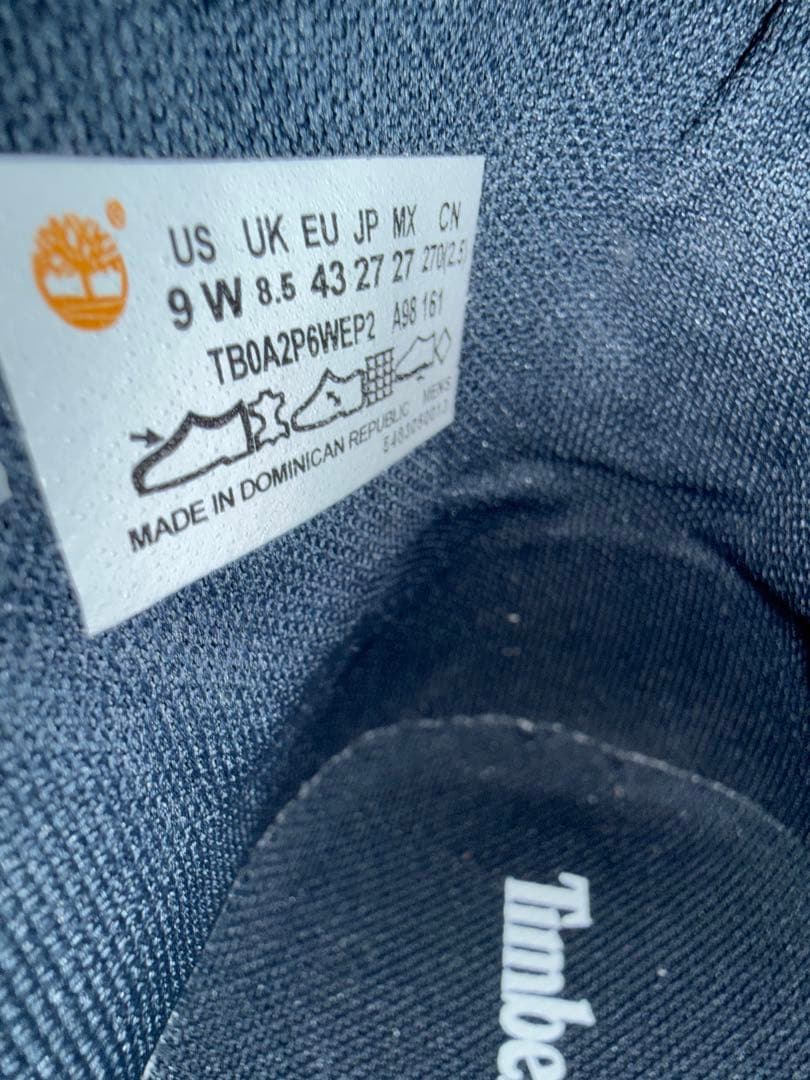 ®
US UK EU JP MX CN
9 W 8.5 43 27 27 270(2.5)
TB0A2P6WEP2 A98 161
MADE IN DOMINICAN REPUBLIC MENS
Timbe